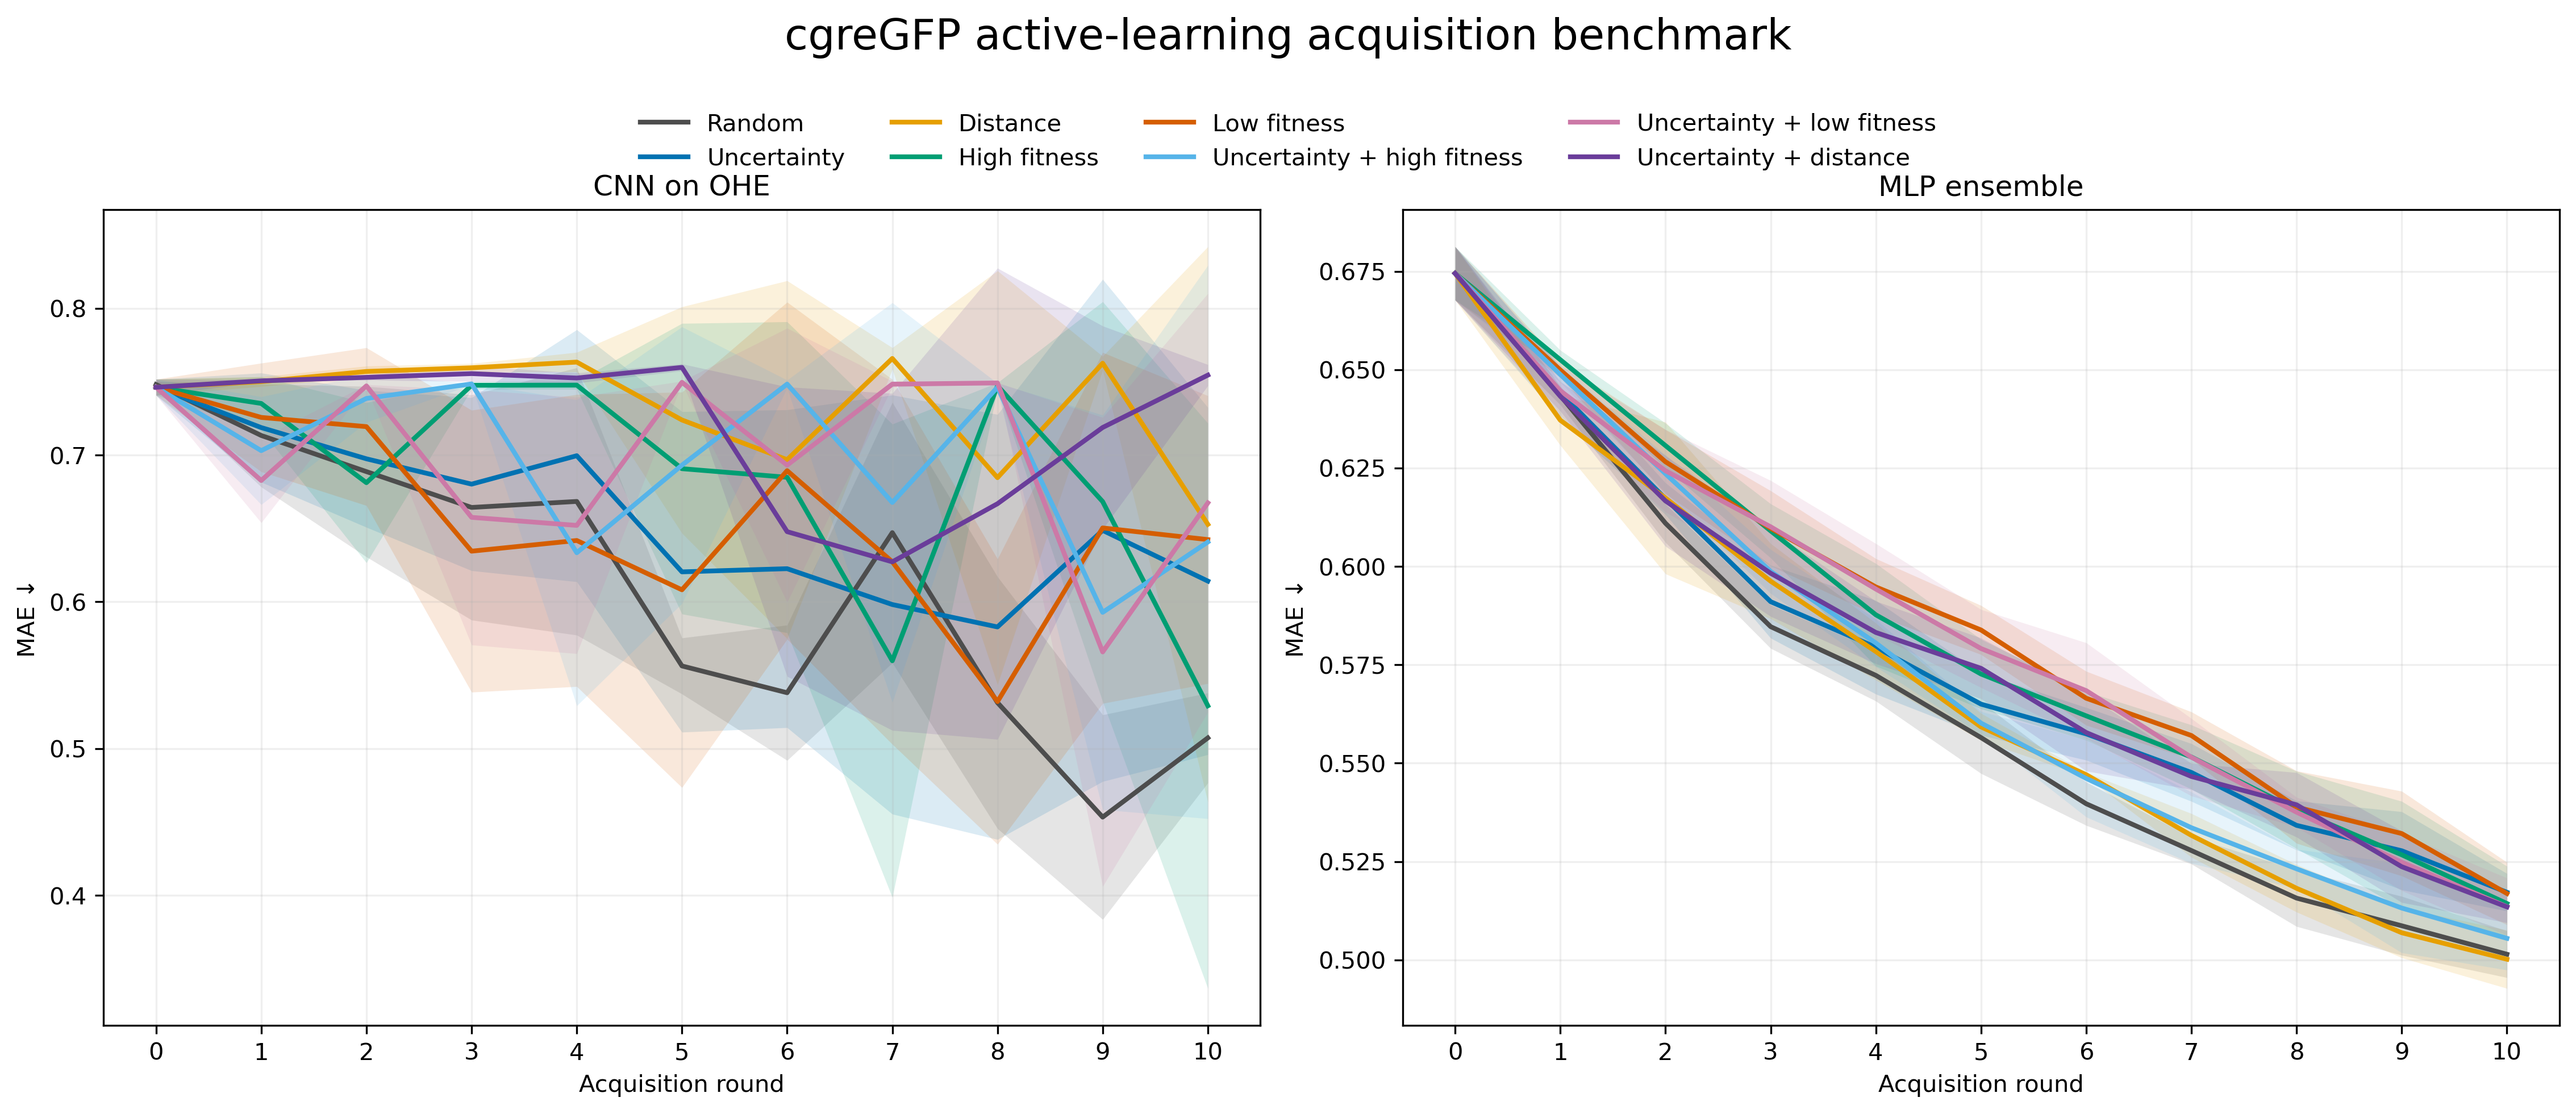 cgreGFP active-learning acquisition benchmark
Random
Uncertainty
Distance
High fitness
Low fitness
Uncertainty + high fitness
Uncertainty + low fitness
Uncertainty + distance
CNN on OHE
MAE ↓
0.8
0.7
0.6
0.5
0.4
0 1 2 3 4 5 6 7 8 9 10
Acquisition round
MLP ensemble
MAE ↓
0.675
0.650
0.625
0.600
0.575
0.550
0.525
0.500
0 1 2 3 4 5 6 7 8 9 10
Acquisition round